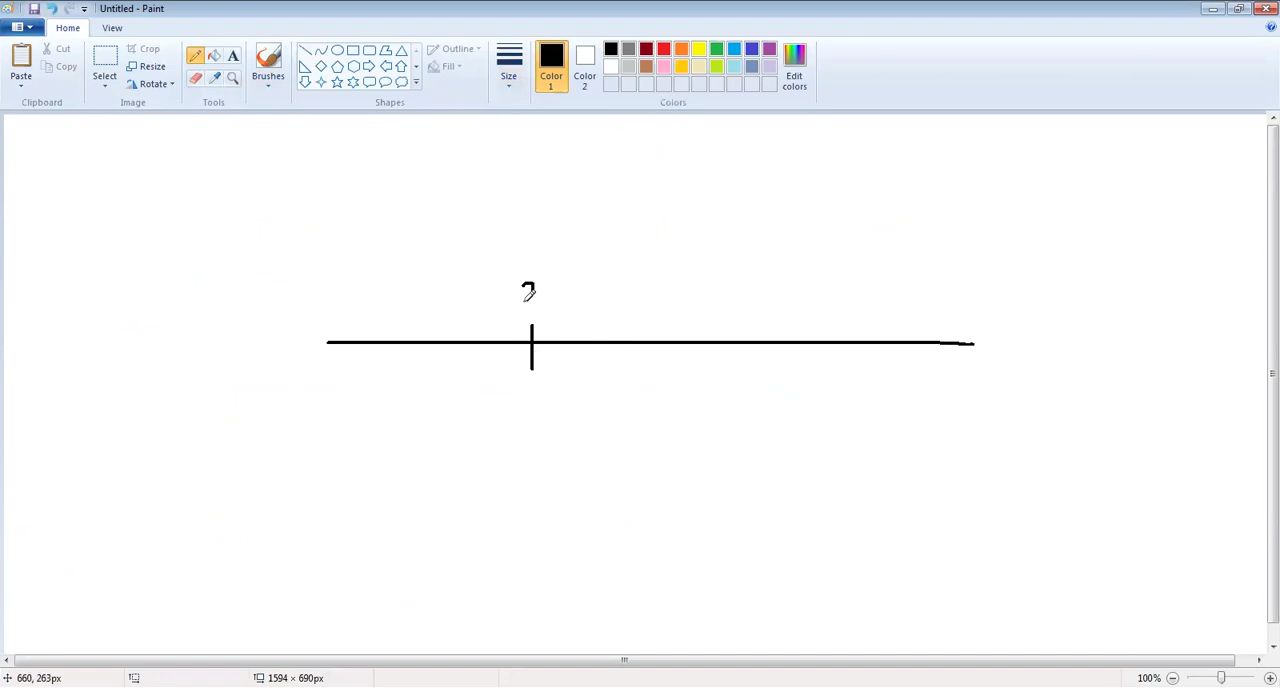 Untitled - Paint
Home
View
Paste
Cut
Copy
Clipboard
Select
Crop
Resize
Rotate
Image
Tools
Brushes
Shapes
Outline
Fill
Size
Color 1
Color 2
Edit colors
Colors
660, 263px
1594 × 690px
100%